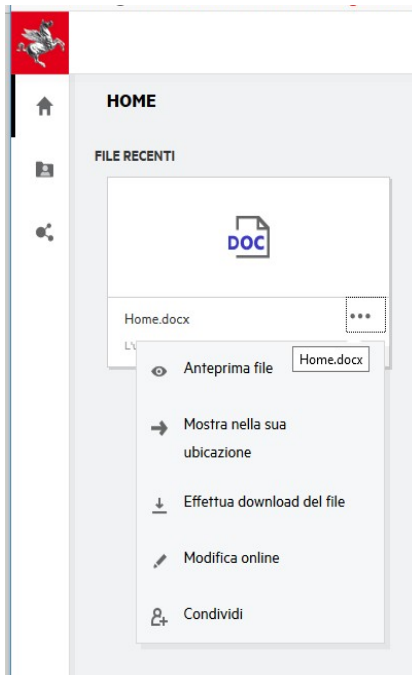 HOME
FILE RECENTI
DOC
Home.docx
...
Home.docx
Anteprima file
Mostra nella sua
ubicazione
Effettua download del file
Modifica online
Condividi